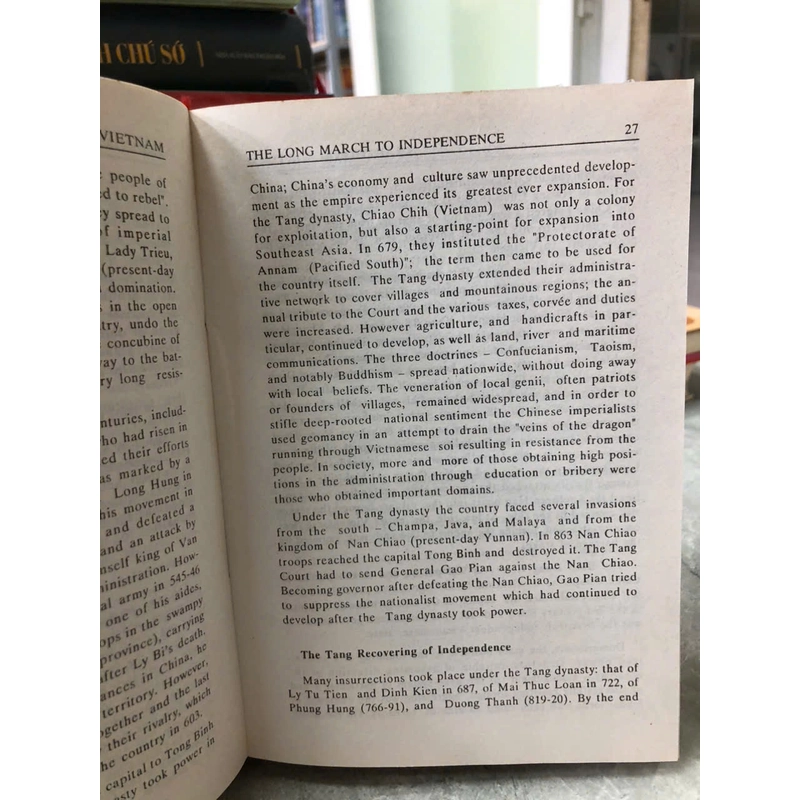 H CHÚ SỚ
VIETNAM
e people of
ed to rebel".
ey spread to
of imperial
Lady Trieu,
(present-day
s domination.
s in the open
try, undo the
concubine of
way to the bat-
ry long resis-
nturies, includ-
ho had risen in
ed their efforts
as marked by a
Long Hung in
his movement in
and defeated a
and an attack by
mself king of Van
ministration. How-
al army in 545-46
one of his aides,
ops in the swampy
province), carrying
after Ly Bi's death.
ances in China, he
territory. However,
ogether and the last
their rivalry, which
he country in 603.
capital to Tong Binh
asty took power in
THE LONG MARCH TO INDEPENDENCE 27
China; China's economy and culture saw unprecedented develop-
ment as the empire experienced its greatest ever expansion. For
the Tang dynasty, Chiao Chih (Vietnam) was not only a colony
for exploitation, but also a starting-point for expansion into
Southeast Asia. In 679, they instituted the "Protectorate of
Annam (Pacified South)"; the term then came to be used for
the country itself. The Tang dynasty extended their administra-
tive network to cover villages and mountainous regions; the an-
nual tribute to the Court and the various taxes, corvée and duties
were increased. However agriculture, and handicrafts in par-
ticular, continued to develop, as well as land, river and maritime
communications. The three doctrines – Confucianism, Taoism,
and notably Buddhism – spread nationwide, without doing away
with local beliefs. The veneration of local genii, often patriots
or founders of villages, remained widespread, and in order to
stifle deep-rooted national sentiment the Chinese imperialists
used geomancy in an attempt to drain the "veins of the dragon"
running through Vietnamese soi resulting in resistance from the
people. In society, more and more of those obtaining high posi-
tions in the administration through education or bribery were
those who obtained important domains.
Under the Tang dynasty the country faced several invasions
from the south – Champa, Java, and Malaya and from the
kingdom of Nan Chiao (present-day Yunnan). In 863 Nan Chiao
troops reached the capital Tong Binh and destroyed it. The Tang
Court had to send General Gao Pian against the Nan Chiao.
Becoming governor after defeating the Nan Chiao, Gao Pian tried
to suppress the nationalist movement which had continued to
develop after the Tang dynasty took power.
The Tang Recovering of Independence
Many insurrections took place under the Tang dynasty: that of
Ly Tu Tien and Dinh Kien in 687, of Mai Thuc Loan in 722, of
Phung Hung (766-91), and Duong Thanh (819-20). By the end